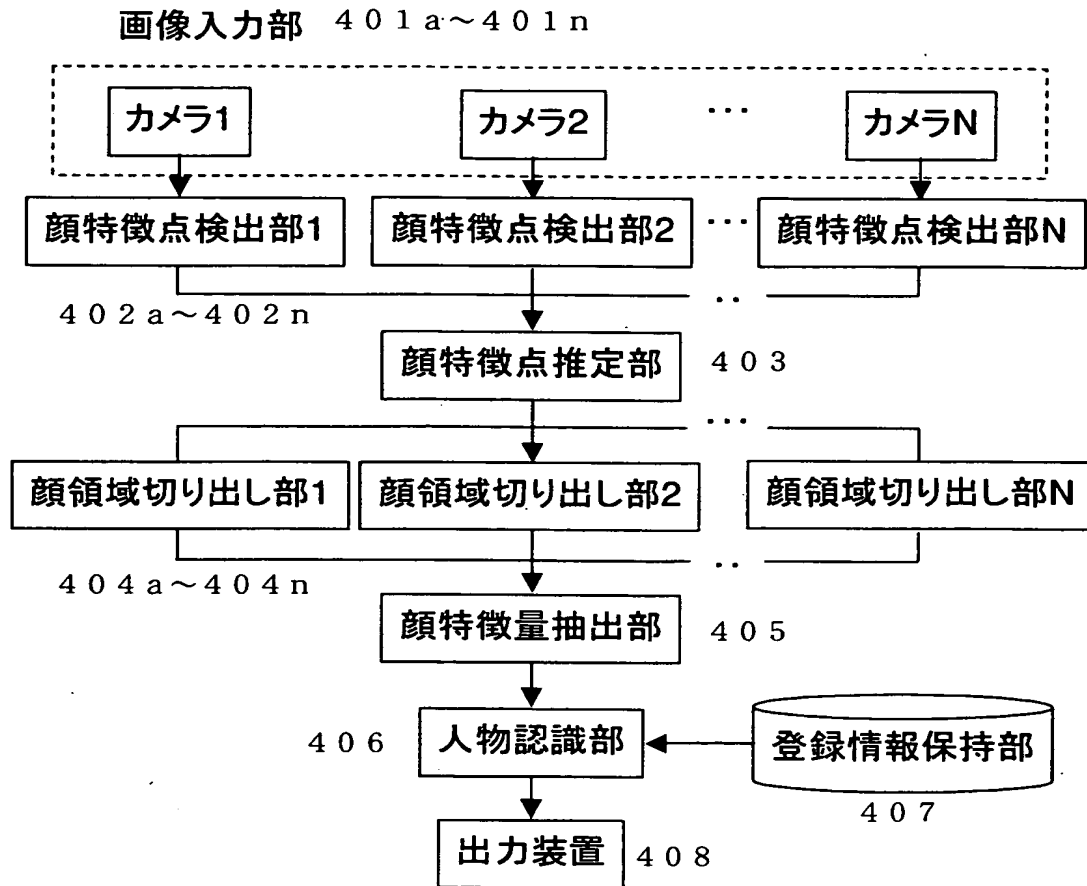 画像入力部 401a～401n
カメラ1 カメラ2 ・・・ カメラN
顔特徴点検出部1 顔特徴点検出部2 ・・・ 顔特徴点検出部N
・・
402a～402n
顔特徴点推定部 403
・・・
顔領域切り出し部1 顔領域切り出し部2 顔領域切り出し部N
・・
404a～404n
顔特徴量抽出部 405
406 人物認識部 登録情報保持部
407
出力装置 408